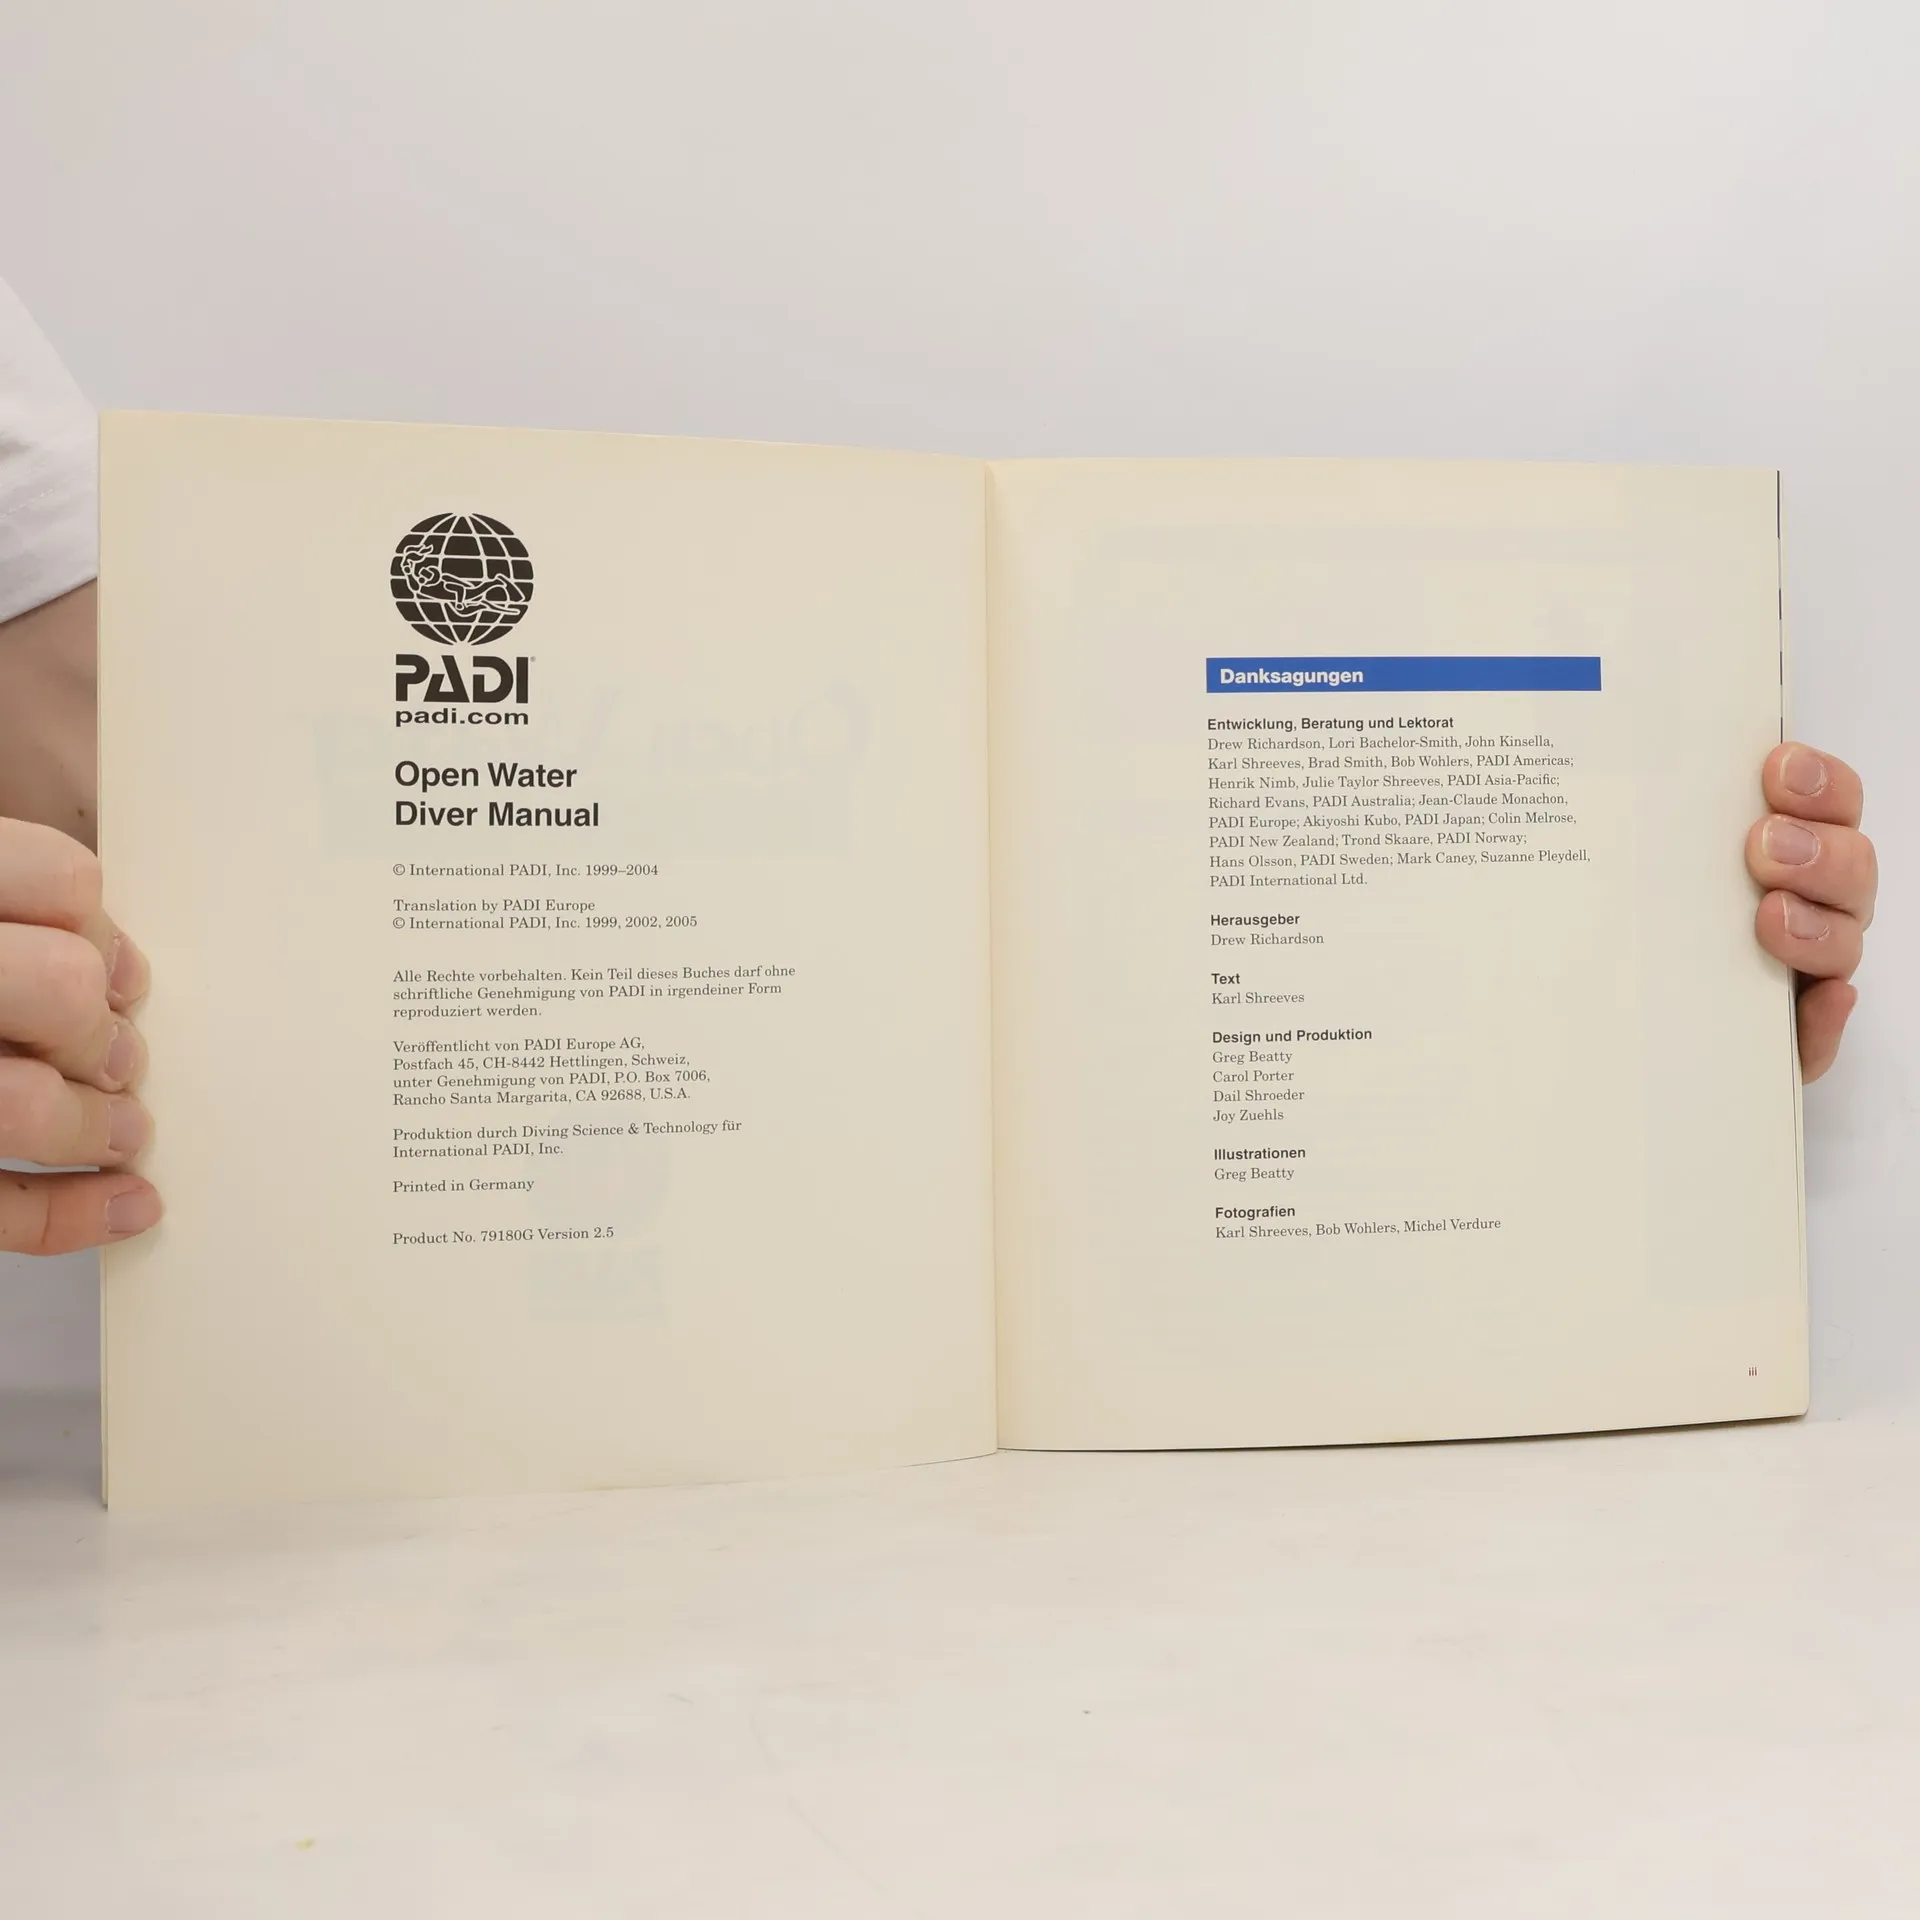 PADI
padi.com
Open Water
Diver Manual
© International PADI, Inc. 1999–2004
Translation by PADI Europe
© International PADI, Inc. 1999, 2002, 2005
Alle Rechte vorbehalten. Kein Teil dieses Buches darf ohne
schriftliche Genehmigung von PADI in irgendeiner Form
reproduziert werden.
Veröffentlicht von PADI Europe AG,
Postfach 45, CH-8442 Hettlingen, Schweiz,
unter Genehmigung von PADI, P.O. Box 7006,
Rancho Santa Margarita, CA 92688, U.S.A.
Produktion durch Diving Science & Technology für
International PADI, Inc.
Printed in Germany
Product No. 79180G Version 2.5
Danksagungen
Entwicklung, Beratung und Lektorat
Drew Richardson, Lori Bachelor-Smith, John Kinsella,
Karl Shreeves, Brad Smith, Bob Wohlers, PADI Americas;
Henrik Nimb, Julie Taylor Shreeves, PADI Asia-Pacific;
Richard Evans, PADI Australia; Jean-Claude Monachon,
PADI Europe; Akiyoshi Kubo, PADI Japan; Colin Melrose,
PADI New Zealand; Trond Skaare, PADI Norway;
Hans Olsson, PADI Sweden; Mark Caney, Suzanne Pleydell,
PADI International Ltd.
Herausgeber
Drew Richardson
Text
Karl Shreeves
Design und Produktion
Greg Beatty
Carol Porter
Dail Shroeder
Joy Zuehls
Illustrationen
Greg Beatty
Fotografien
Karl Shreeves, Bob Wohlers, Michel Verdure
iii